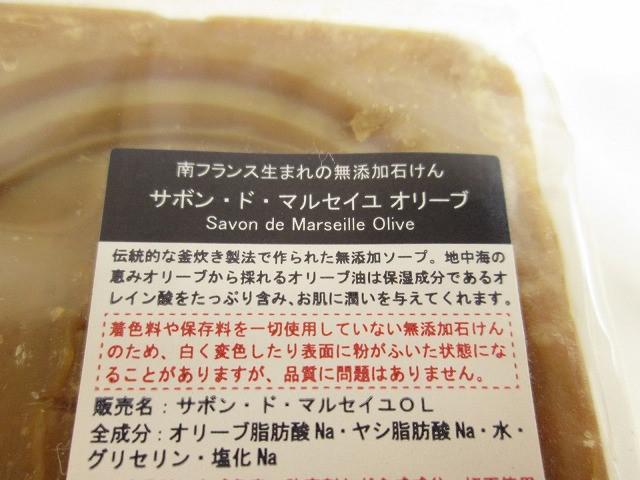 南フランス生まれの無添加石けん
サボン・ド・マルセイユ オリーブ
Savon de Marseille Olive
伝統的な釜炊き製法で作られた無添加ソープ。地中海の
恵みオリーブから採れるオリーブ油は保湿成分であるオ
レイン酸をたっぷり含み、お肌に潤いを与えてくれます。
着色料や保存料を一切使用していない無添加石けん
のため、白く変色したり表面に粉がふいた状態にな
ることがありますが、品質に問題はありません。
販売名：サボン・ド・マルセイユOL
全成分：オリーブ脂肪酸Na・ヤシ脂肪酸Na・水・
グリセリン・塩化Na